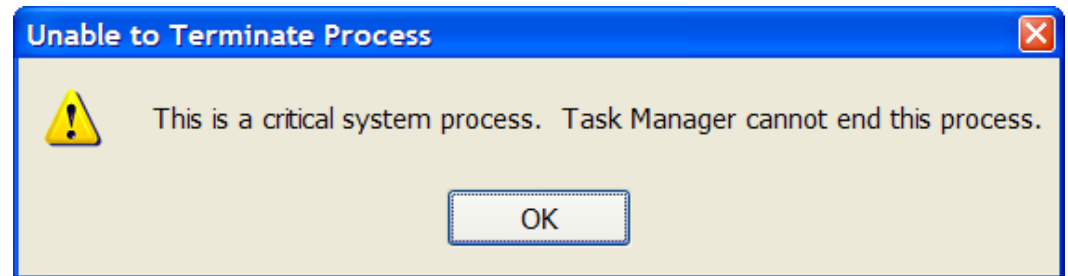 Unable to Terminate Process
This is a critical system process.  Task Manager cannot end this process.
OK